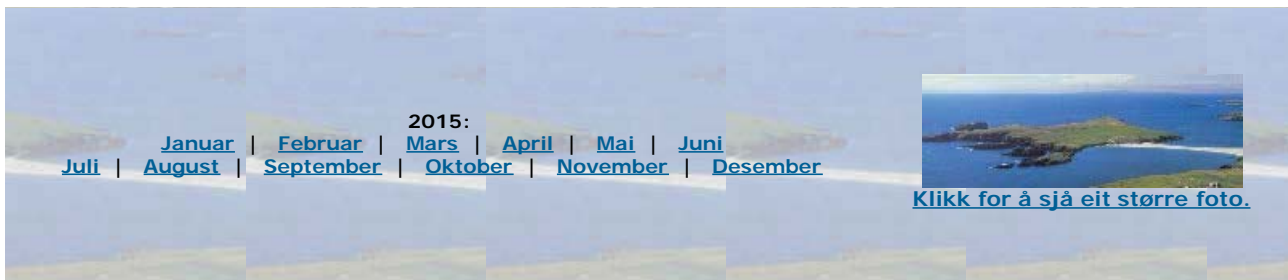 2015:
Januar | Februar | Mars | April | Mai | Juni
Juli | August | September | Oktober | November | Desember
Klikk for å sjå eit større foto.